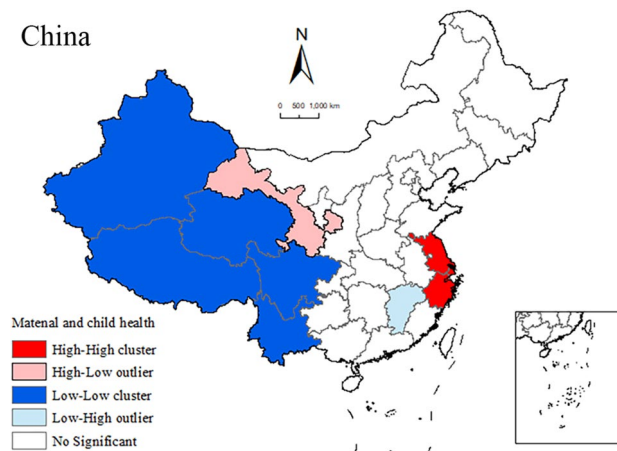 China
N
0 500 1,000 km
Matenal and child health
High-High cluster
High-Low outlier
Low-Low cluster
Low-High outlier
No Significant